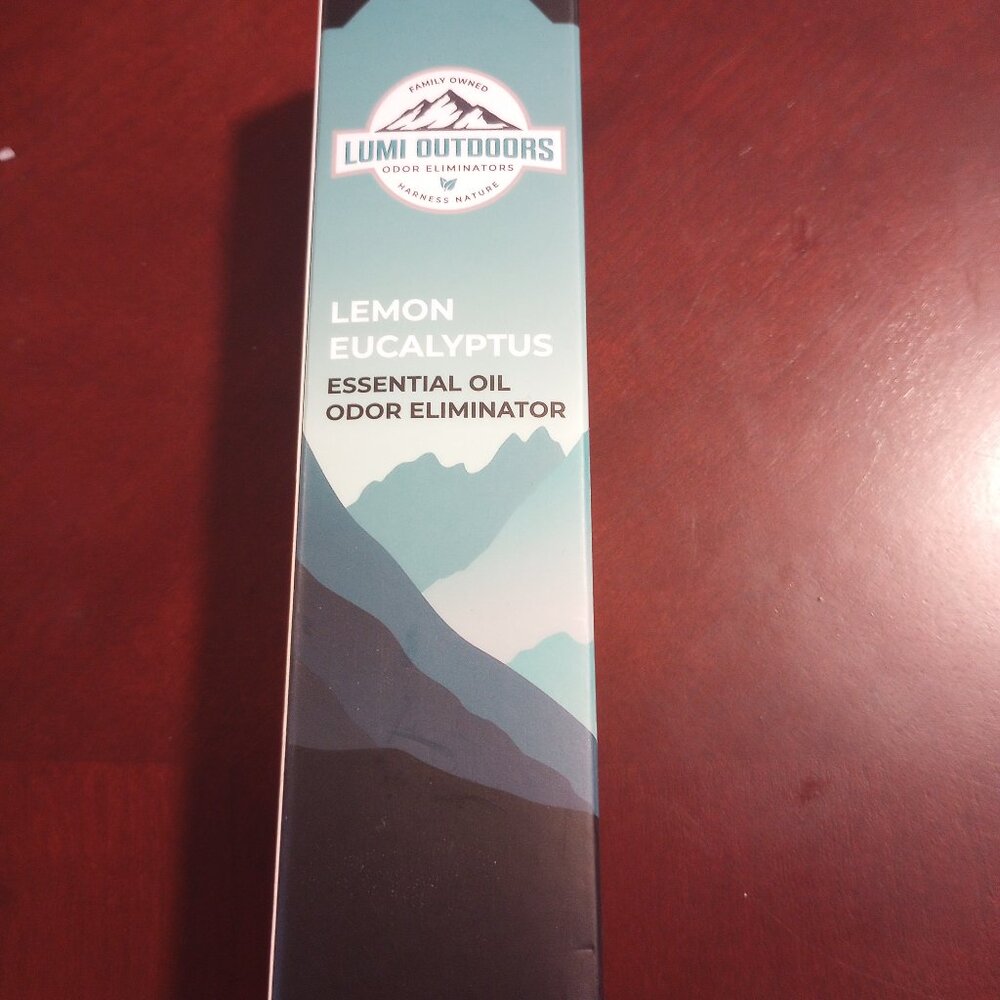 FAMILY OWNED
LUMI OUTDOORS
ODOR ELIMINATORS
HARNESS NATURE
LEMON
EUCALYPTUS
ESSENTIAL OIL
ODOR ELIMINATOR